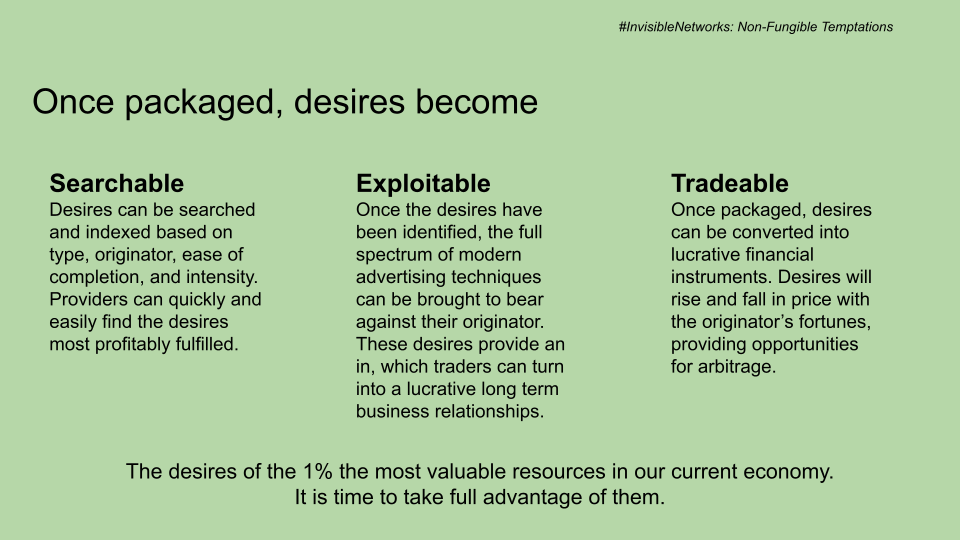 #InvisibleNetworks: Non-Fungible Temptations
Once packaged, desires become
Searchable
Desires can be searched
and indexed based on
type, originator, ease of
completion, and intensity.
Providers can quickly and
easily find the desires
most profitably fulfilled.
Exploitable
Once the desires have
been identified, the full
spectrum of modern
advertising techniques
can be brought to bear
against their originator.
These desires provide an
in, which traders can turn
into a lucrative long term
business relationships.
Tradeable
Once packaged, desires
can be converted into
lucrative financial
instruments. Desires will
rise and fall in price with
the originator’s fortunes,
providing opportunities
for arbitrage.
The desires of the 1% the most valuable resources in our current economy.
It is time to take full advantage of them.